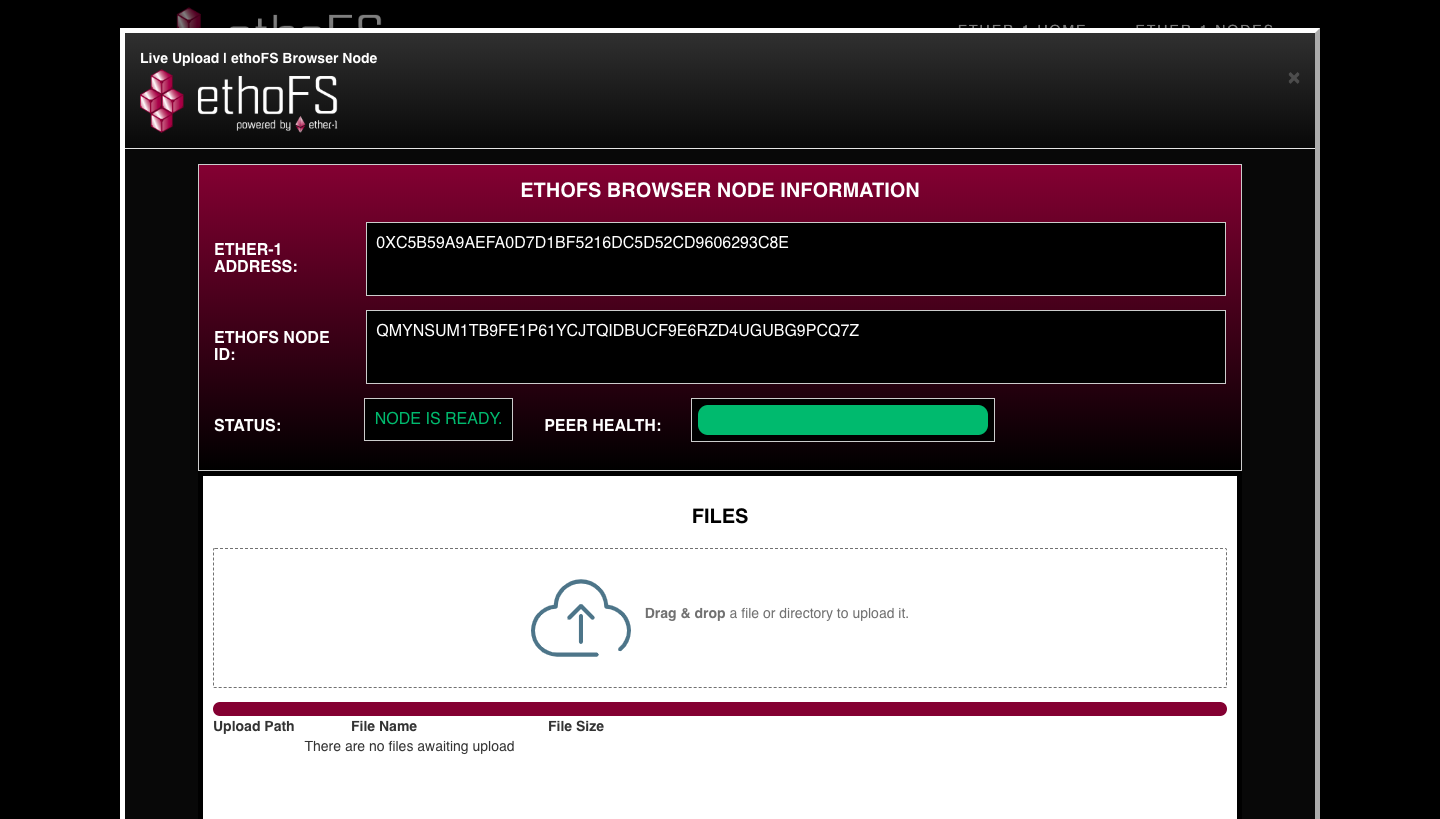 ethoFS
ETHER-1 HOME
ETHER-1 NODES
Live Upload | ethoFS Browser Node
ethoFS
powered by ether-1
×
ETHOFS BROWSER NODE INFORMATION
ETHER-1
ADDRESS:
0XC5B59A9AEFA0D7D1BF5216DC5D52CD9606293C8E
ETHOFS NODE
ID:
QMYNSUM1TB9FE1P61YCJTQIDBUCF9E6RZD4UGUBG9PCQ7Z
STATUS:
NODE IS READY.
PEER HEALTH:
FILES
Drag & drop a file or directory to upload it.
Upload Path File Name File Size
There are no files awaiting upload